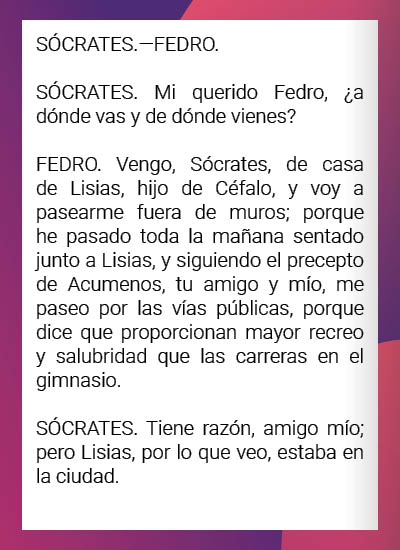 SÓCRATES.—FEDRO.
SÓCRATES. Mi querido Fedro, ¿a
dónde vas y de dónde vienes?
FEDRO. Vengo, Sócrates, de casa
de Lisias, hijo de Céfalo, y voy a
pasearme fuera de muros; porque
he pasado toda la mañana sentado
junto a Lisias, y siguiendo el precepto
de Acumenos, tu amigo y mío, me
paseo por las vías públicas, porque
dice que proporcionan mayor recreo
y salubridad que las carreras en el
gimnasio.
SÓCRATES. Tiene razón, amigo mío;
pero Lisias, por lo que veo, estaba en
la ciudad.